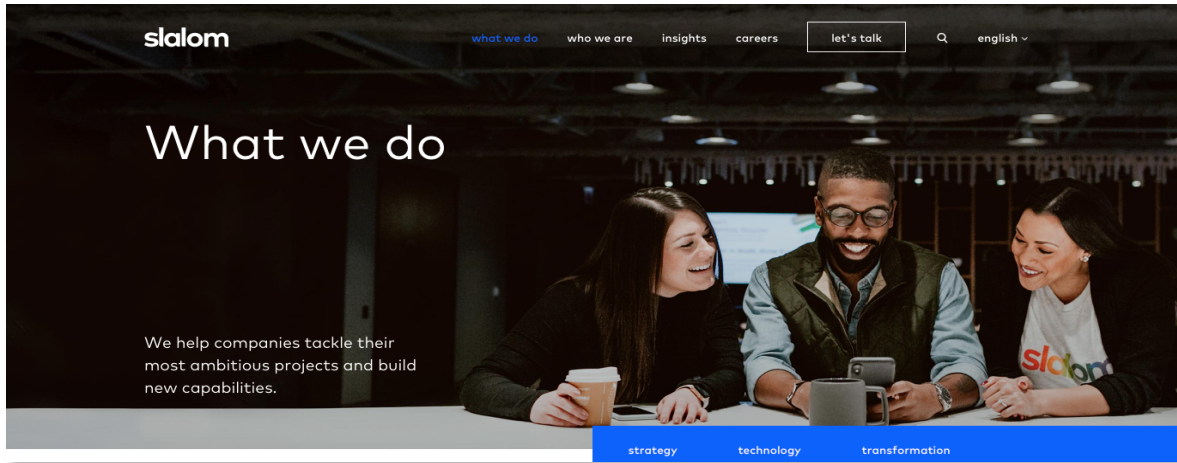 slalom
what we do who we are insights careers let's talk english
What we do
We help companies tackle their
most ambitious projects and build
new capabilities.
slalom
strategy technology transformation